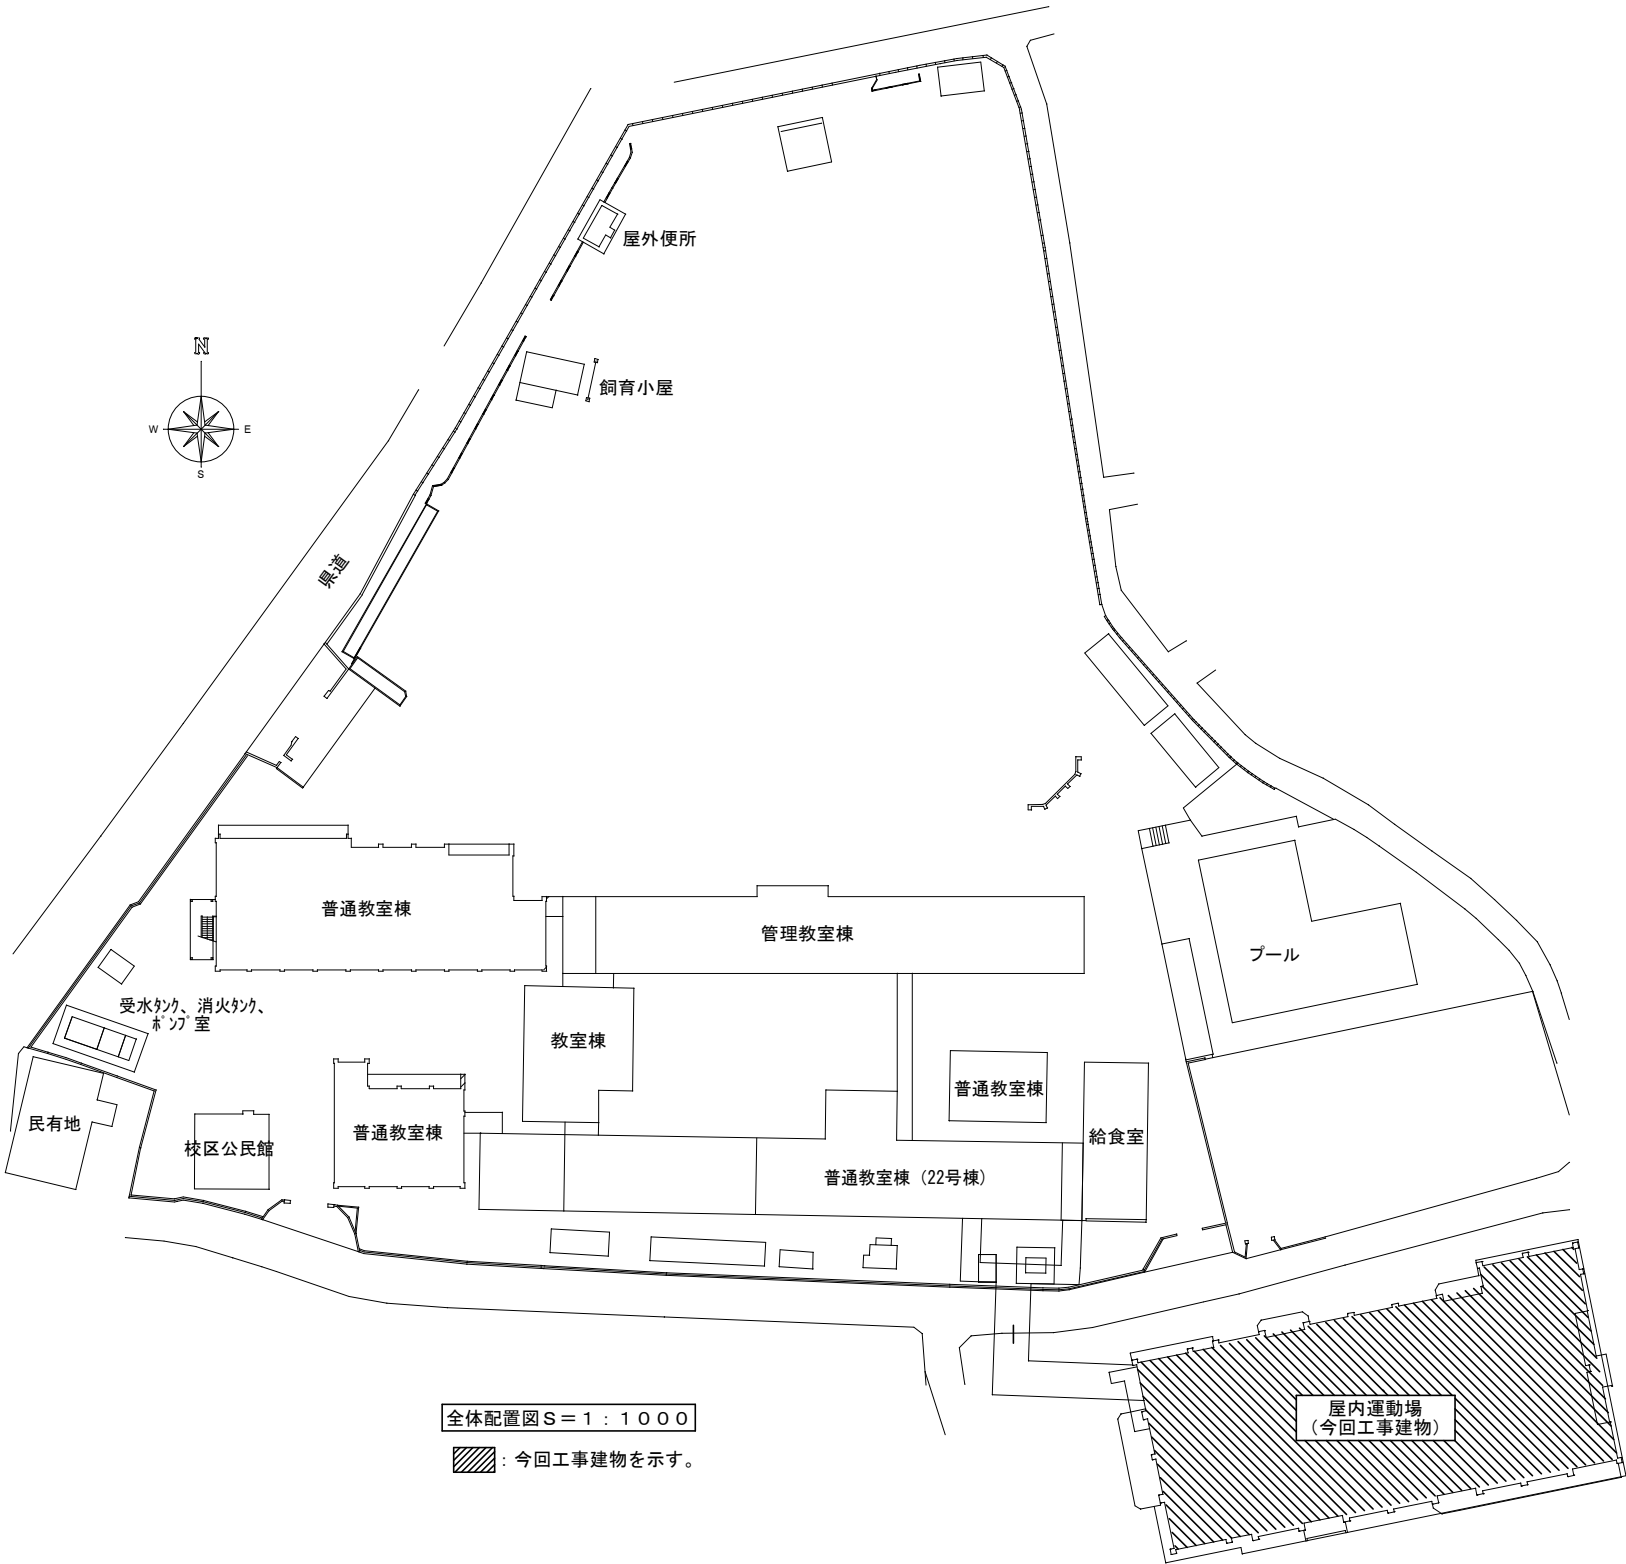 屋外便所
N
飼育小屋
W
E
S
県道
普通教室棟
管理教室棟
プール
受水ﾀﾝｸ、消火ﾀﾝｸ、
ﾎﾟﾝﾌﾟ室
教室棟
普通教室棟
民有地
校区公民館
普通教室棟
給食室
普通教室棟（22号棟）
全体配置図Ｓ＝１：１０００
：今回工事建物を示す。
屋内運動場
（今回工事建物）